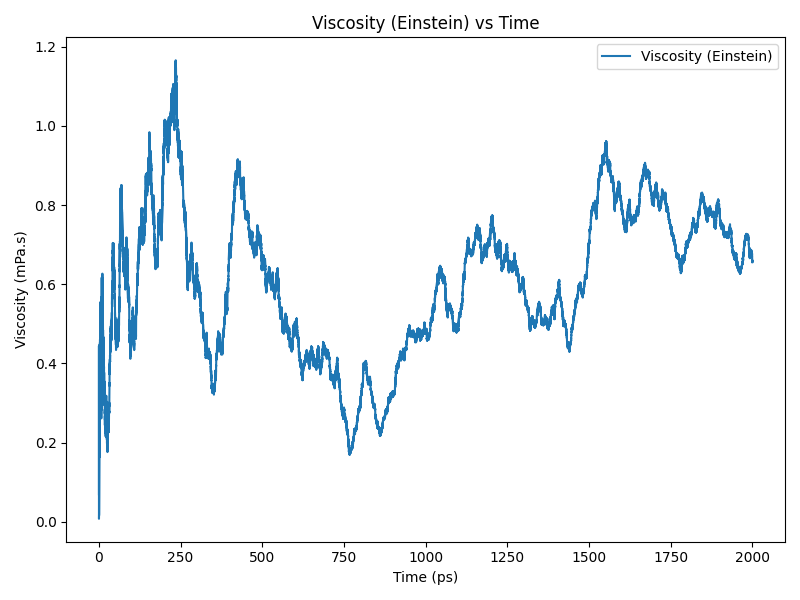 Viscosity (Einstein) vs Time
Viscosity (Einstein)
Viscosity (mPa.s)
1.2
1.0
0.8
0.6
0.4
0.2
0.0
0 250 500 750 1000 1250 1500 1750 2000
Time (ps)